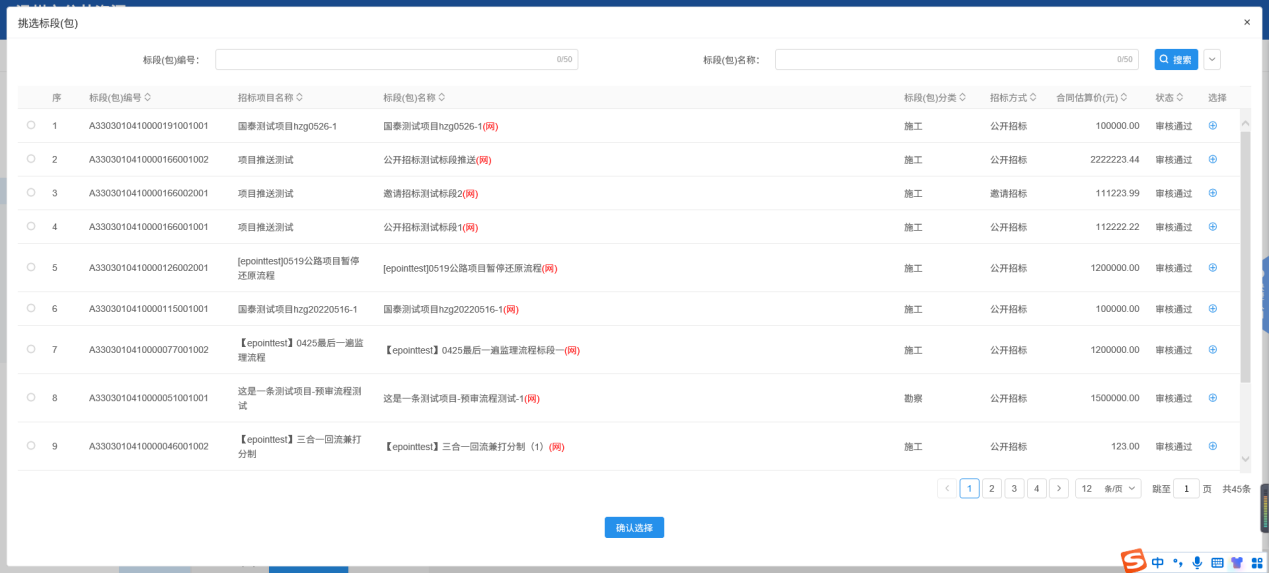 挑选标段(包)
×
标段(包)编号: 0/50 标段(包)名称: 0/50 搜索
序 标段(包)编号 招标项目名称 标段(包)名称 标段(包)分类 招标方式 合同估算价(元) 状态 选择
1 A3303010410000191001001 国泰测试项目hzg0526-1 国泰测试项目hzg0526-1(网) 施工 公开招标 100000.00 审核通过
2 A3303010410000166001002 项目推送测试 公开招标测试标段推送(网) 施工 公开招标 2222223.44 审核通过
3 A3303010410000166002001 项目推送测试 邀请招标测试标段2(网) 施工 邀请招标 111223.99 审核通过
4 A3303010410000166001001 项目推送测试 公开招标测试标段1(网) 施工 公开招标 112222.22 审核通过
[epointtest]0519公路项目暂停
5 A3303010410000126002001 [epointtest]0519公路项目暂停还原流程(网) 施工 公开招标 1200000.00 审核通过
还原流程
6 A3303010410000115001001 国泰测试项目hzg20220516-1 国泰测试项目hzg20220516-1(网) 施工 公开招标 100000.00 审核通过
【epointtest】0425最后一遍监
7 A3303010410000077001002 【epointtest】0425最后一遍监理流程标段一(网) 施工 公开招标 1200000.00 审核通过
理流程
这是一条测试项目-预审流程测
8 A3303010410000051001001 这是一条测试项目-预审流程测试-1(网) 勘察 公开招标 1500000.00 审核通过
试
【epointtest】三合一回流兼打
9 A3303010410000046001002 【epointtest】三合一回流兼打分制（1）(网) 施工 公开招标 123.00 审核通过
分制
1 2 3 4 12 条/页 跳至 1 页 共45条
确认选择
中